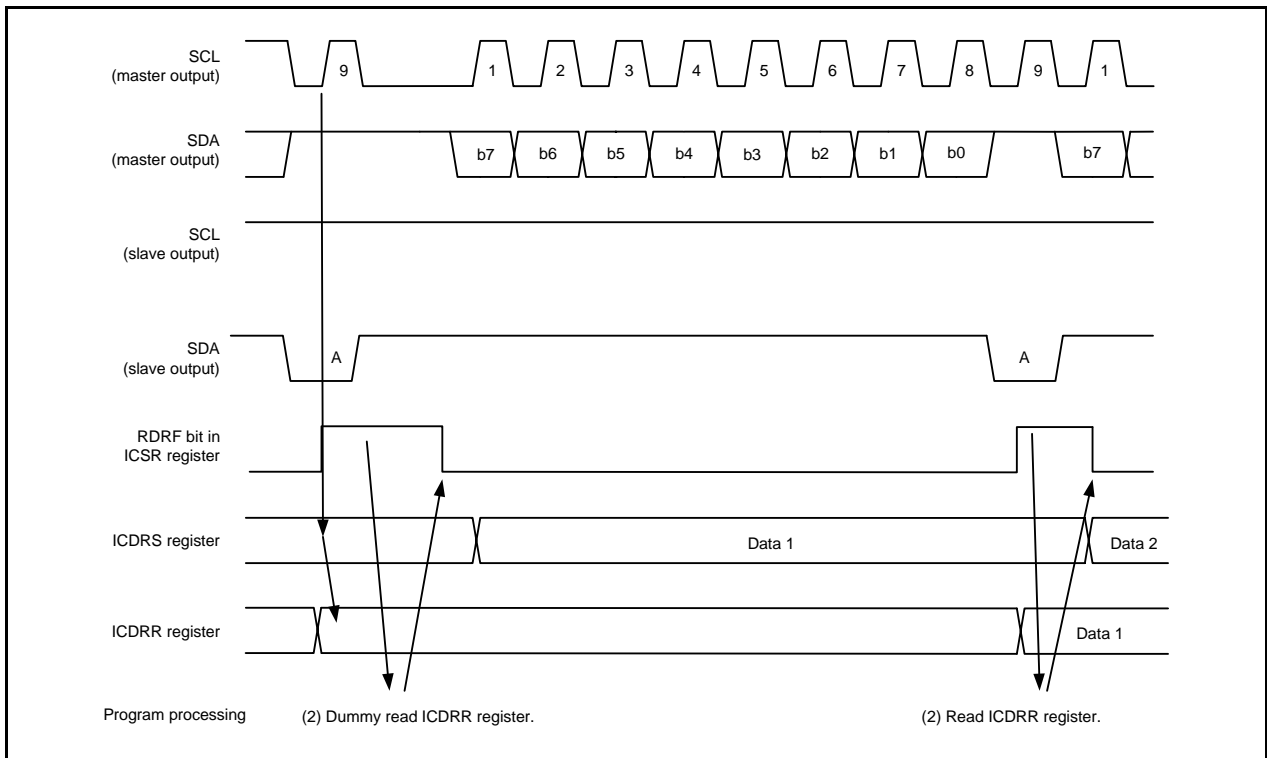 SCL
(master output)
9 1 2 3 4 5 6 7 8 9 1
SDA
(master output)
b7 b6 b5 b4 b3 b2 b1 b0 b7
SCL
(slave output)
SDA
(slave output)
A A
RDRF bit in
ICSR register
ICDRS register
Data 1 Data 2
ICDRR register
Data 1
Program processing (2) Dummy read ICDRR register. (2) Read ICDRR register.